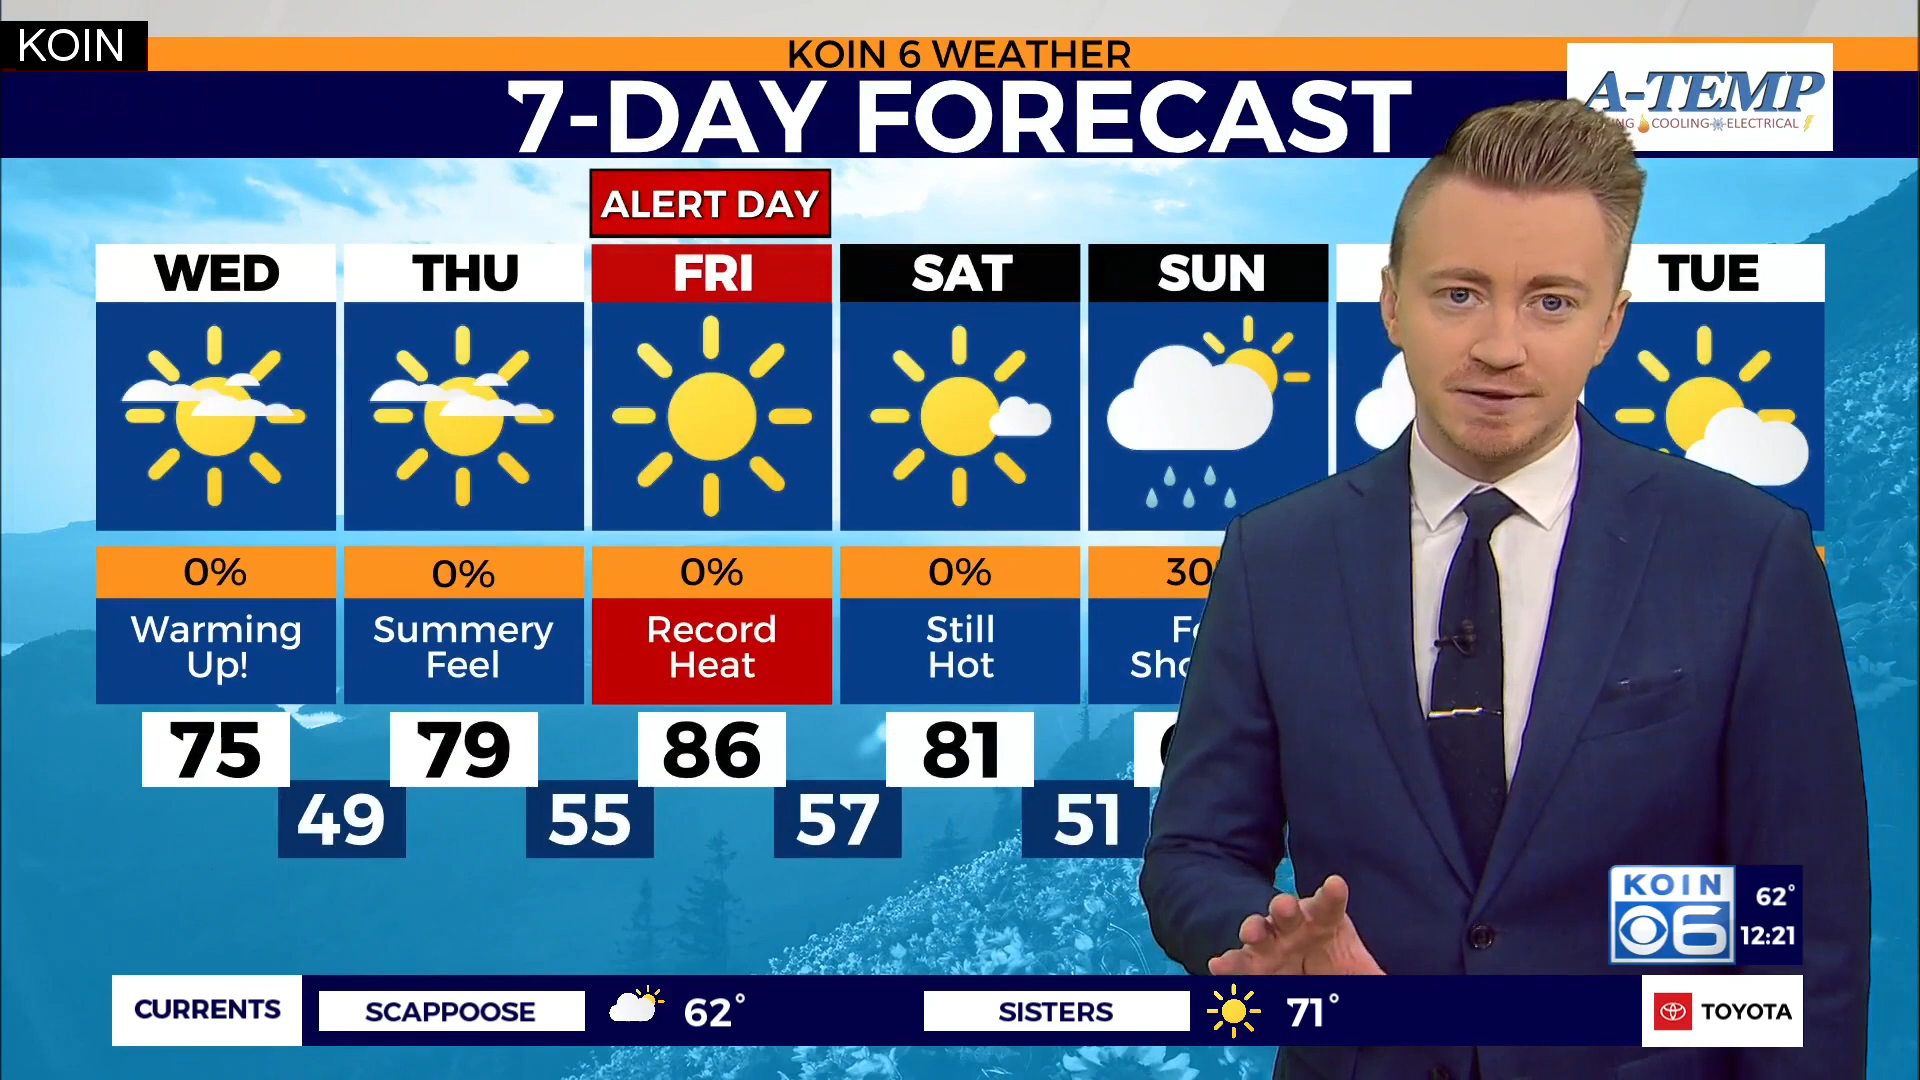 KOIN
KOIN 6 WEATHER
7-DAY FORECAST
A-TEMP
COOLING ELECTRICAL
ALERT DAY
WED THU FRI SAT SUN TUE
0% 0% 0% 0%
Warming Summery Record Still
Up! Feel Heat Hot
75 79 86 81
49 55 57 51
KOIN
6
62°
12:21
CURRENTS SCAPPOOSE 62° SISTERS 71° TOYOTA